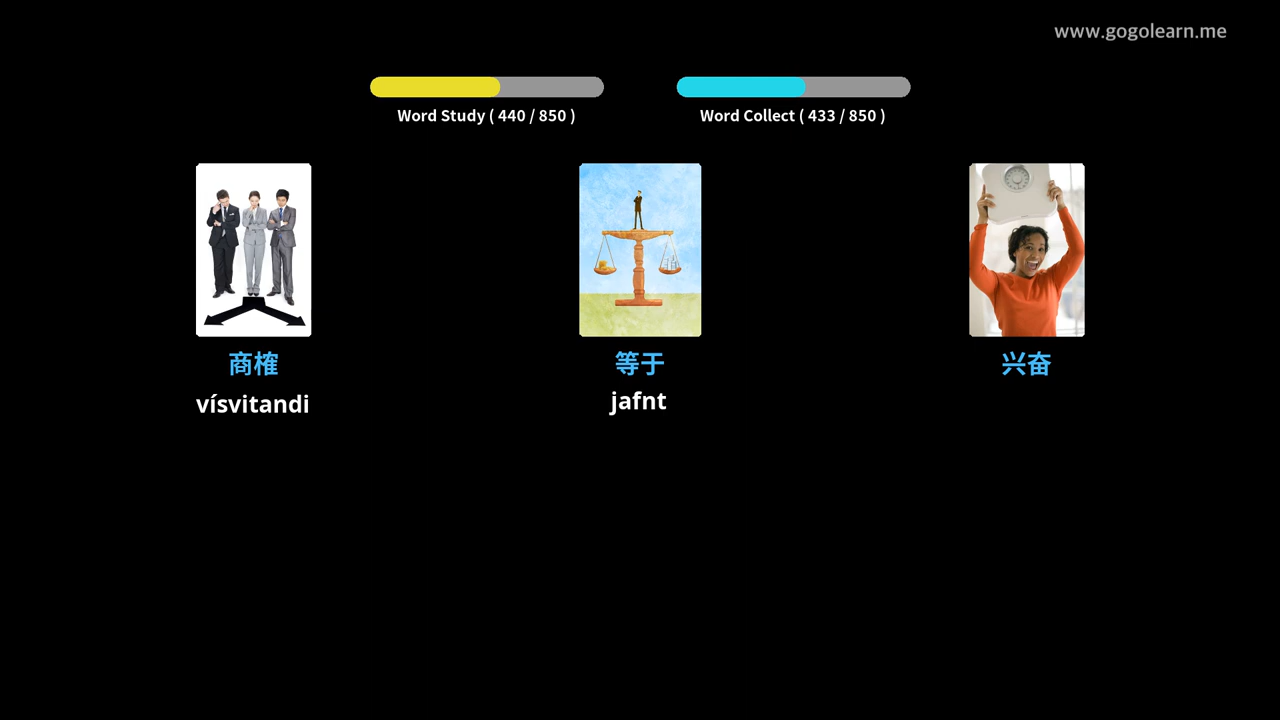 www.gogolearn.me
Word Study ( 440 / 850 )
Word Collect ( 433 / 850 )
商榷
等于
兴奋
vísvitandi
jafnt